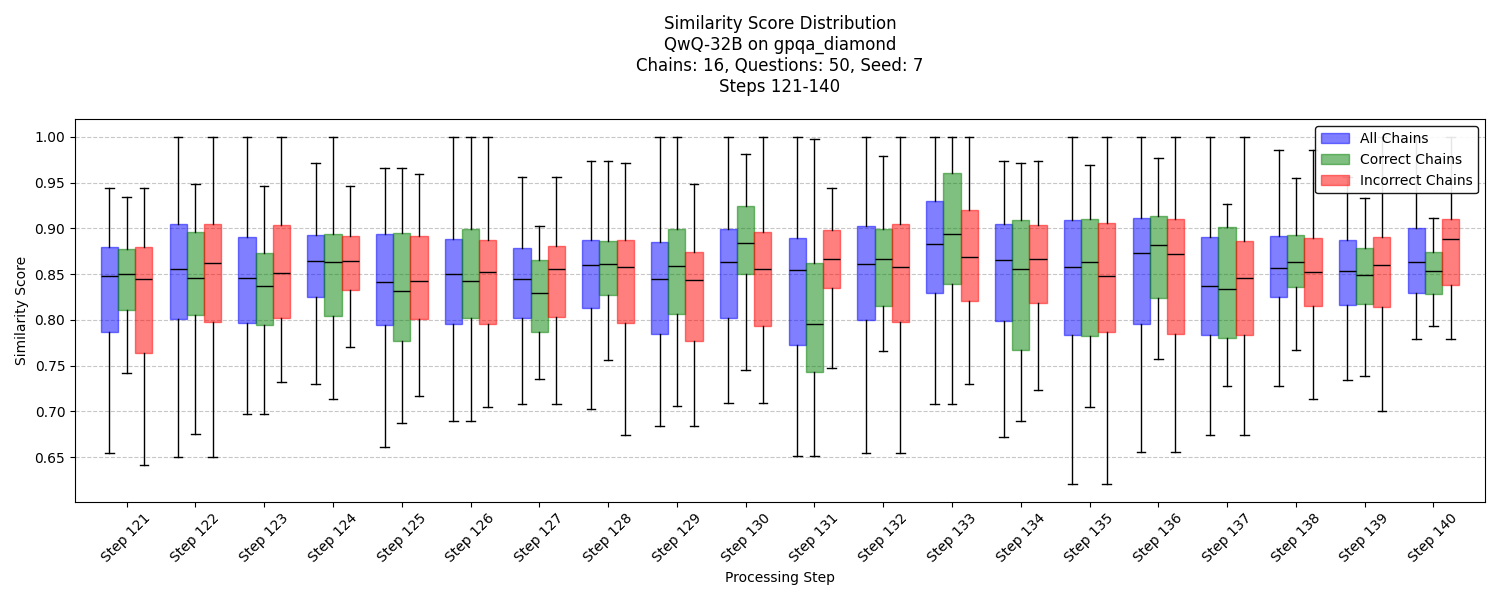 Similarity Score Distribution
QwQ-32B on gpqa_diamond
Chains: 16, Questions: 50, Seed: 7
Steps 121-140
1.00
0.95
0.90
0.85
0.80
0.75
0.70
0.65
Similarity Score
All Chains
Correct Chains
Incorrect Chains
Step 121
Step 122
Step 123
Step 124
Step 125
Step 126
Step 127
Step 128
Step 129
Step 130
Step 131
Step 132
Step 133
Step 134
Step 135
Step 136
Step 137
Step 138
Step 139
Step 140
Processing Step